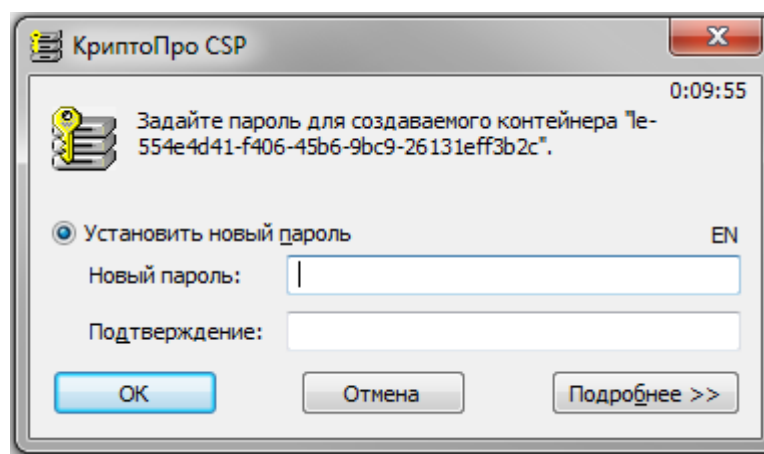 КриптоПро CSP
0:09:55
Задайте пароль для создаваемого контейнера "le-
554e4d41-f406-45b6-9bc9-26131eff3b2c".
Установить новый пароль
EN
Новый пароль:
Подтверждение:
ОК
Отмена
Подробнее >>